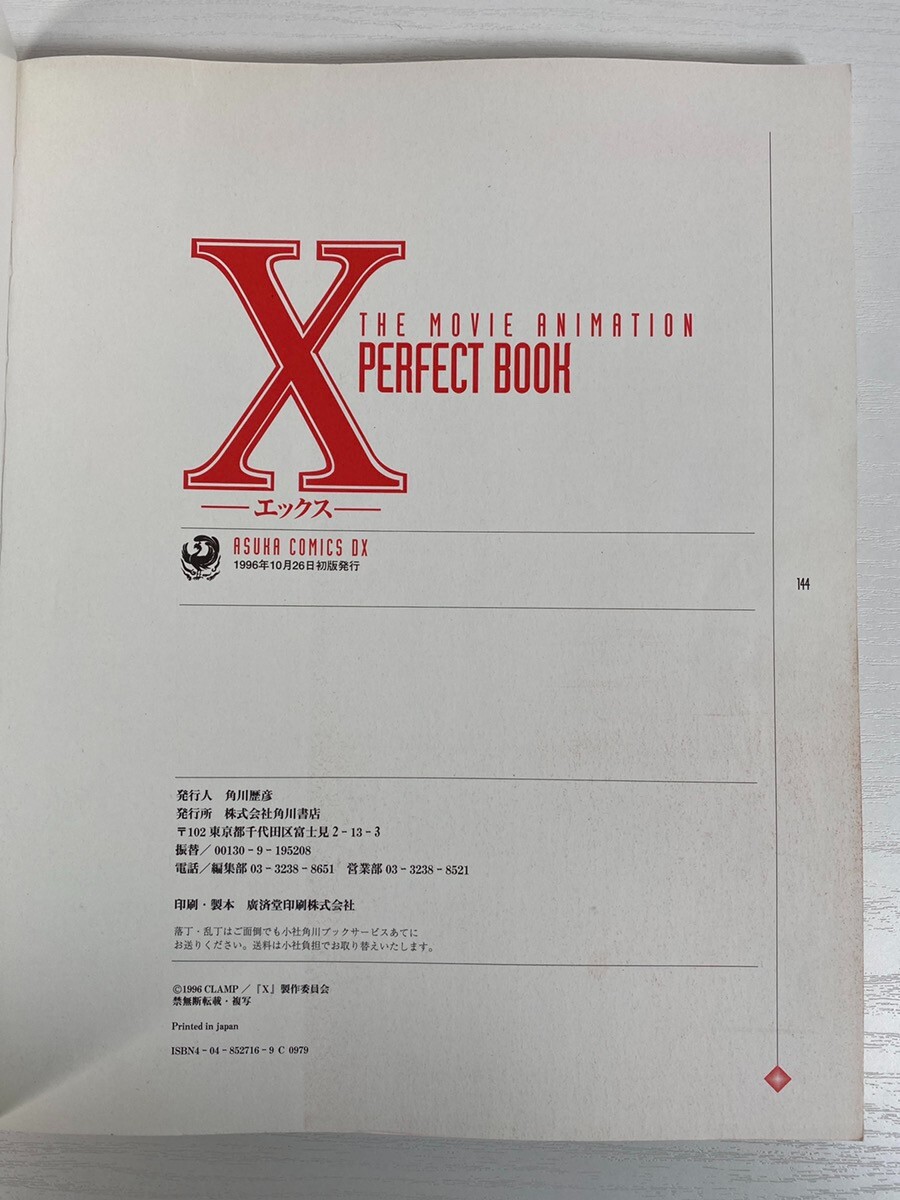 X
THE MOVIE ANIMATION
PERFECT BOOK
エックス
ASUKA COMICS DX
1996年10月26日初版発行
144
発行人　角川歴彦
発行所　株式会社角川書店
〒102 東京都千代田区富士見2－13－3
振替／00130－9－195208
電話／編集部 03－3238－8651　営業部 03－3238－8521
印刷・製本　廣済堂印刷株式会社
落丁・乱丁はご面倒でも小社角川ブックサービスあてに
お送りください。送料は小社負担でお取り替えいたします。
©1996 CLAMP／『X』製作委員会
禁無断転載・複写
Printed in japan
ISBN4－04－852716－9 C 0979